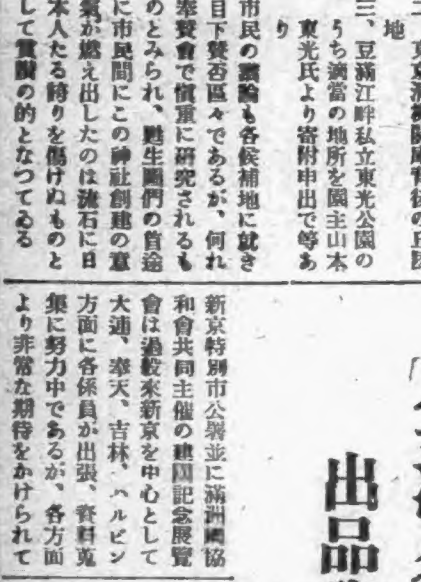 地
三、豆滿江畔私立東光公園の
うち適當の地所を園主山本
東光氏より寄附申出で等あ
り
市民の議論も各候補地に就き
目下贊否區々であるが、何れ
奉賛會で愼重に硏究されるも
のとみられ、甦生圖們の首途
に市民間にこの神社創建の意
氣が燃え出したのは流石に日
本人たる誇りを傷けぬものと
して賞讚の的となつてゐる
出品
新京特別市公署並に滿洲國協
和會共同主催の建國記念展覽
會は過般來新京を中心として
大連、奉天、吉林、ハルピン
方面に各係員が出張、資料蒐
集に努力中であるが、各方面
より非常な期待をかけられて